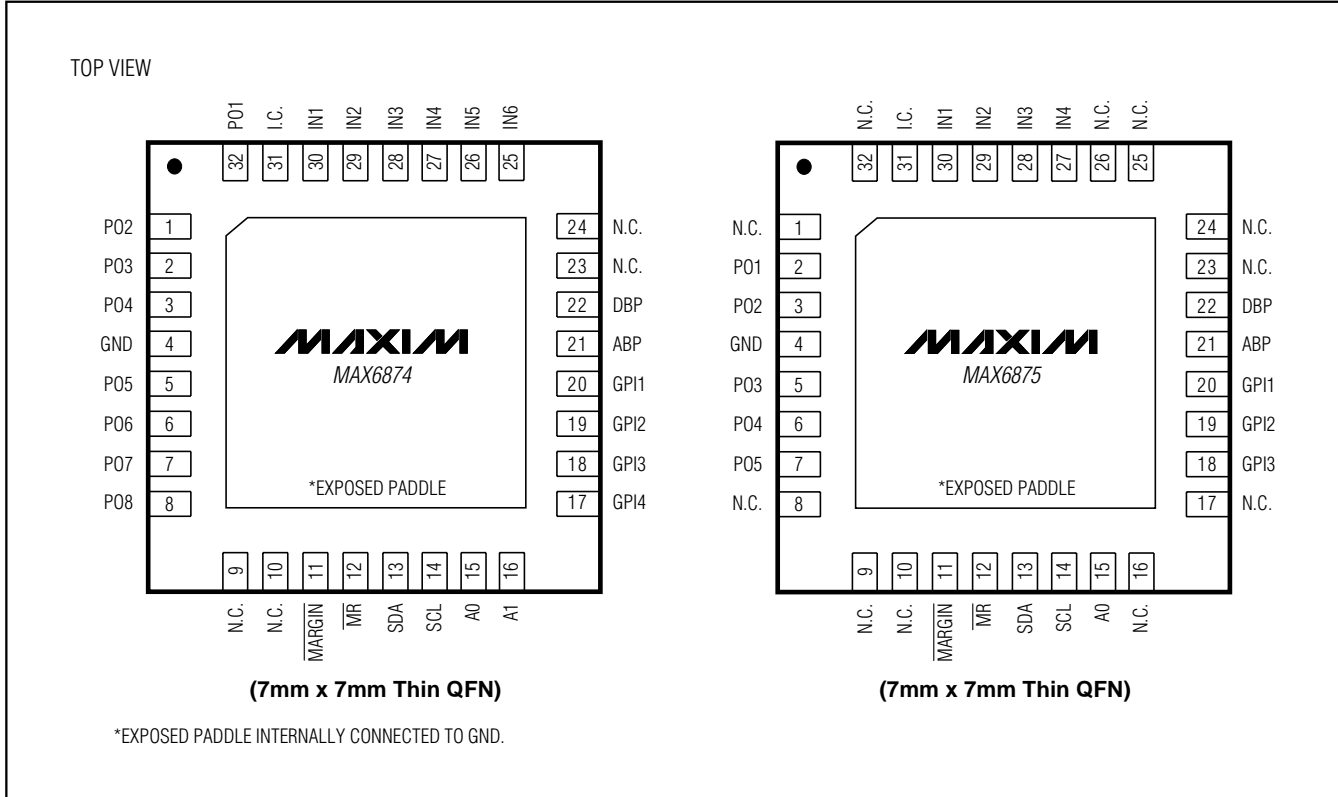 TOP VIEW
PO1 I.C. IN1 IN2 IN3 IN4 IN5 IN6
32 31 30 29 28 27 26 25
PO2 1
PO3 2
PO4 3
GND 4
PO5 5
PO6 6
PO7 7
PO8 8
24 N.C.
23 N.C.
22 DBP
21 ABP
20 GPI1
19 GPI2
18 GPI3
17 GPI4
MAXIM
MAX6874
*EXPOSED PADDLE
9 10 11 12 13 14 15 16
N.C. N.C. MARGIN MR SDA SCL A0 A1
(7mm x 7mm Thin QFN)
N.C. I.C. IN1 IN2 IN3 IN4 N.C. N.C.
32 31 30 29 28 27 26 25
N.C. 1
PO1 2
PO2 3
GND 4
PO3 5
PO4 6
PO5 7
N.C. 8
24 N.C.
23 N.C.
22 DBP
21 ABP
20 GPI1
19 GPI2
18 GPI3
17 N.C.
MAXIM
MAX6875
*EXPOSED PADDLE
9 10 11 12 13 14 15 16
N.C. N.C. MARGIN MR SDA SCL A0 N.C.
(7mm x 7mm Thin QFN)
*EXPOSED PADDLE INTERNALLY CONNECTED TO GND.